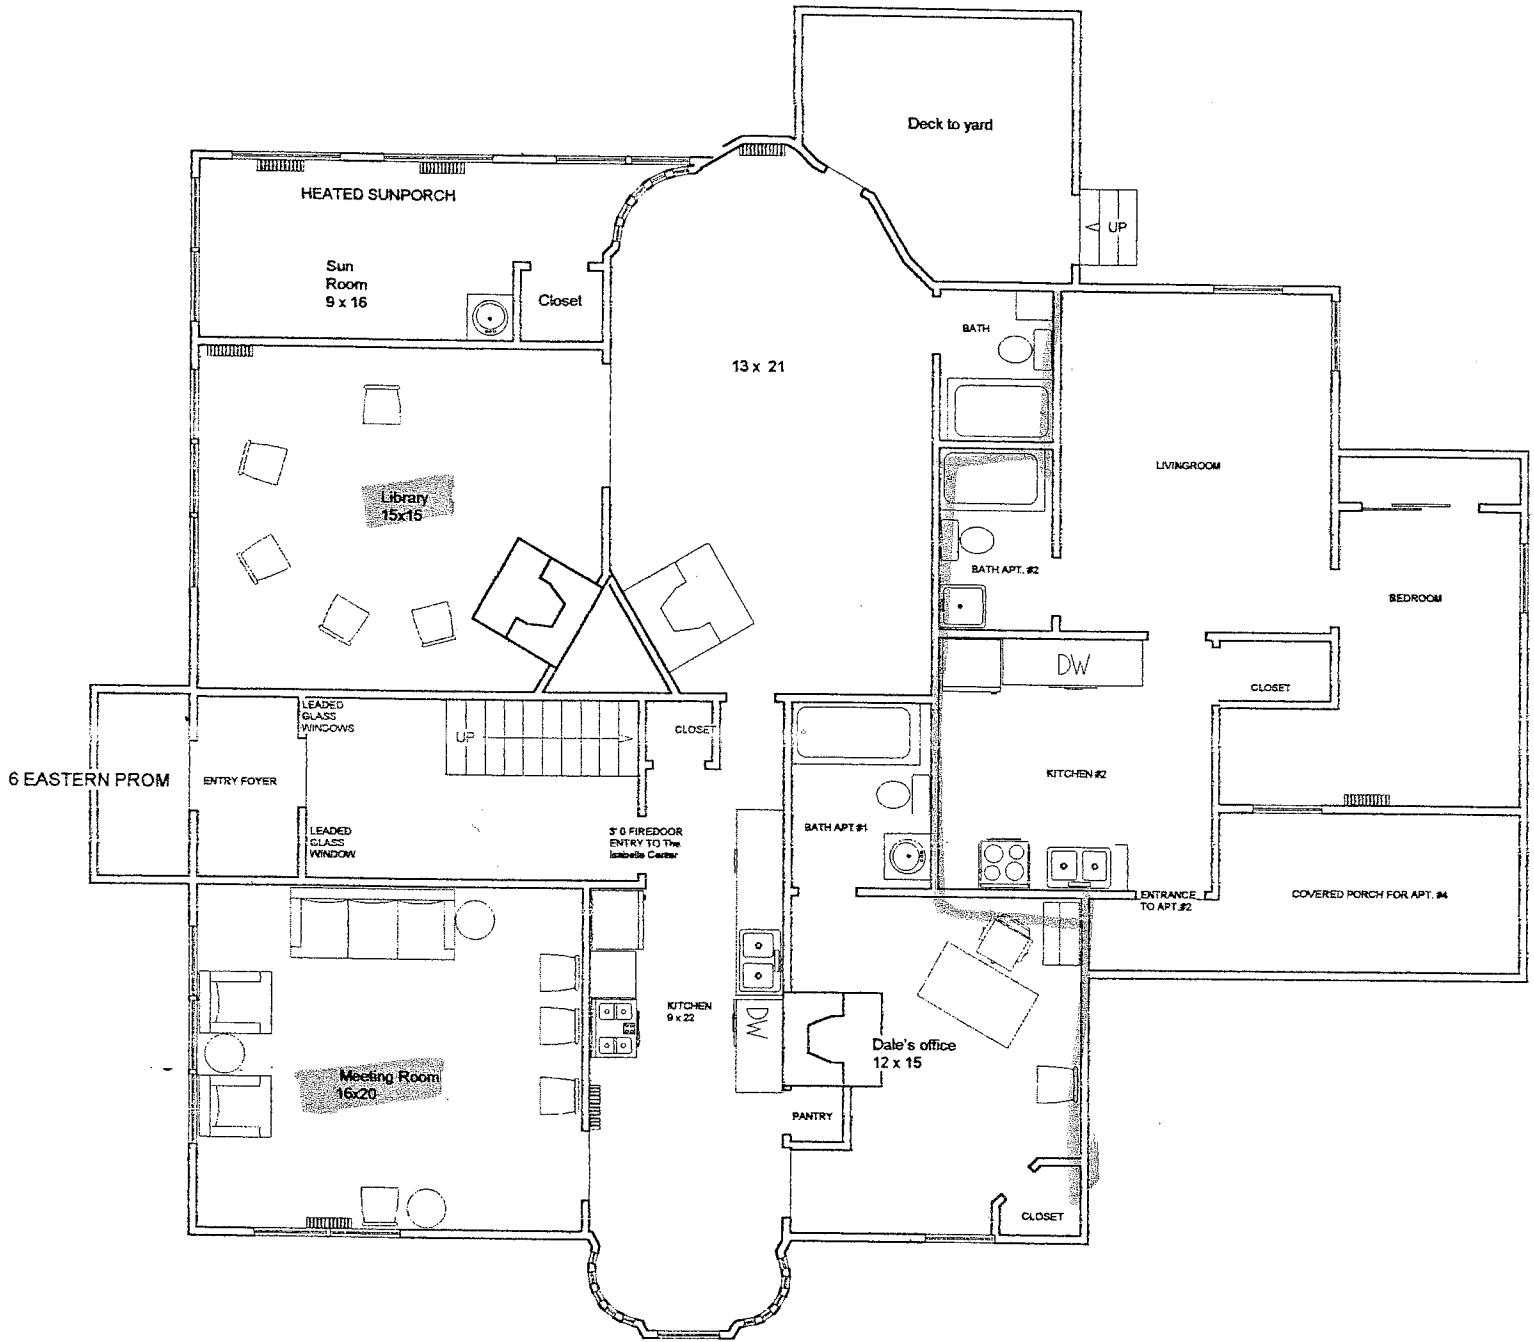 Deck to yard
HEATED SUNPORCH
UP
Sun
Room
9 x 16
Closet
BATH
13 x 21
LIVINGROOM
Library
15x15
BATH APT. #2
BEDROOM
DW
CLOSET
LEADED
GLASS
WINDOWS
UP
CLOSET
6 EASTERN PROM
ENTRY FOYER
KITCHEN #2
LEADED
GLASS
WINDOW
3' 0 FIREDOOR
ENTRY TO The
Isabelle Center
BATH APT #1
ENTRANCE
TO APT.#2
COVERED PORCH FOR APT. #4
KITCHEN
9 x 22
DW
Dale's office
12 x 15
Meeting Room
16x20
PANTRY
CLOSET